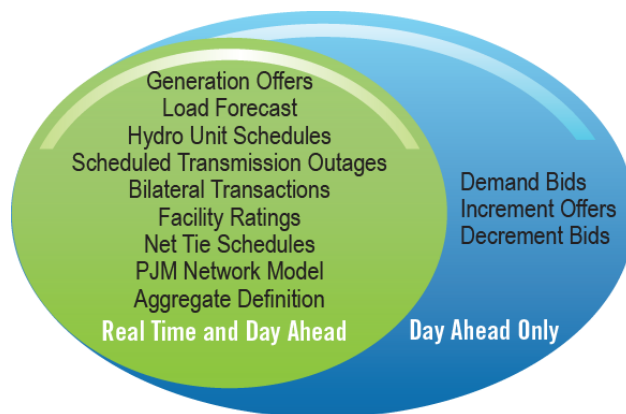 Generation Offers
Load Forecast
Hydro Unit Schedules
Scheduled Transmission Outages
Bilateral Transactions
Facility Ratings
Net Tie Schedules
PJM Network Model
Aggregate Definition
Real Time and Day Ahead
Demand Bids
Increment Offers
Decrement Bids
Day Ahead Only